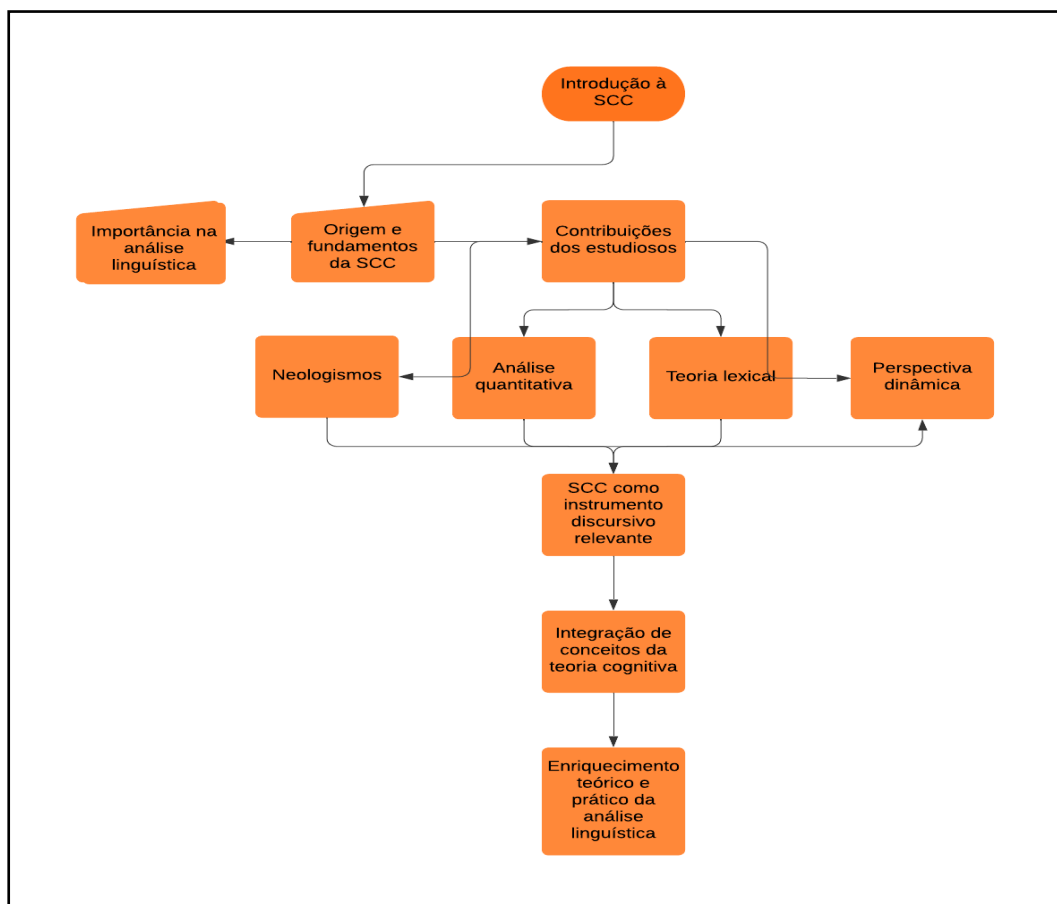 Introdução à
SCC
Importância na
análise
linguística
Origem e
fundamentos
da SCC
Contribuições
dos estudiosos
Neologismos
Análise
quantitativa
Teoria lexical
Perspectiva
dinâmica
SCC como
instrumento
discursivo
relevante
Integração de
conceitos da
teoria cognitiva
Enriquecimento
teórico e
prático da
análise
linguística